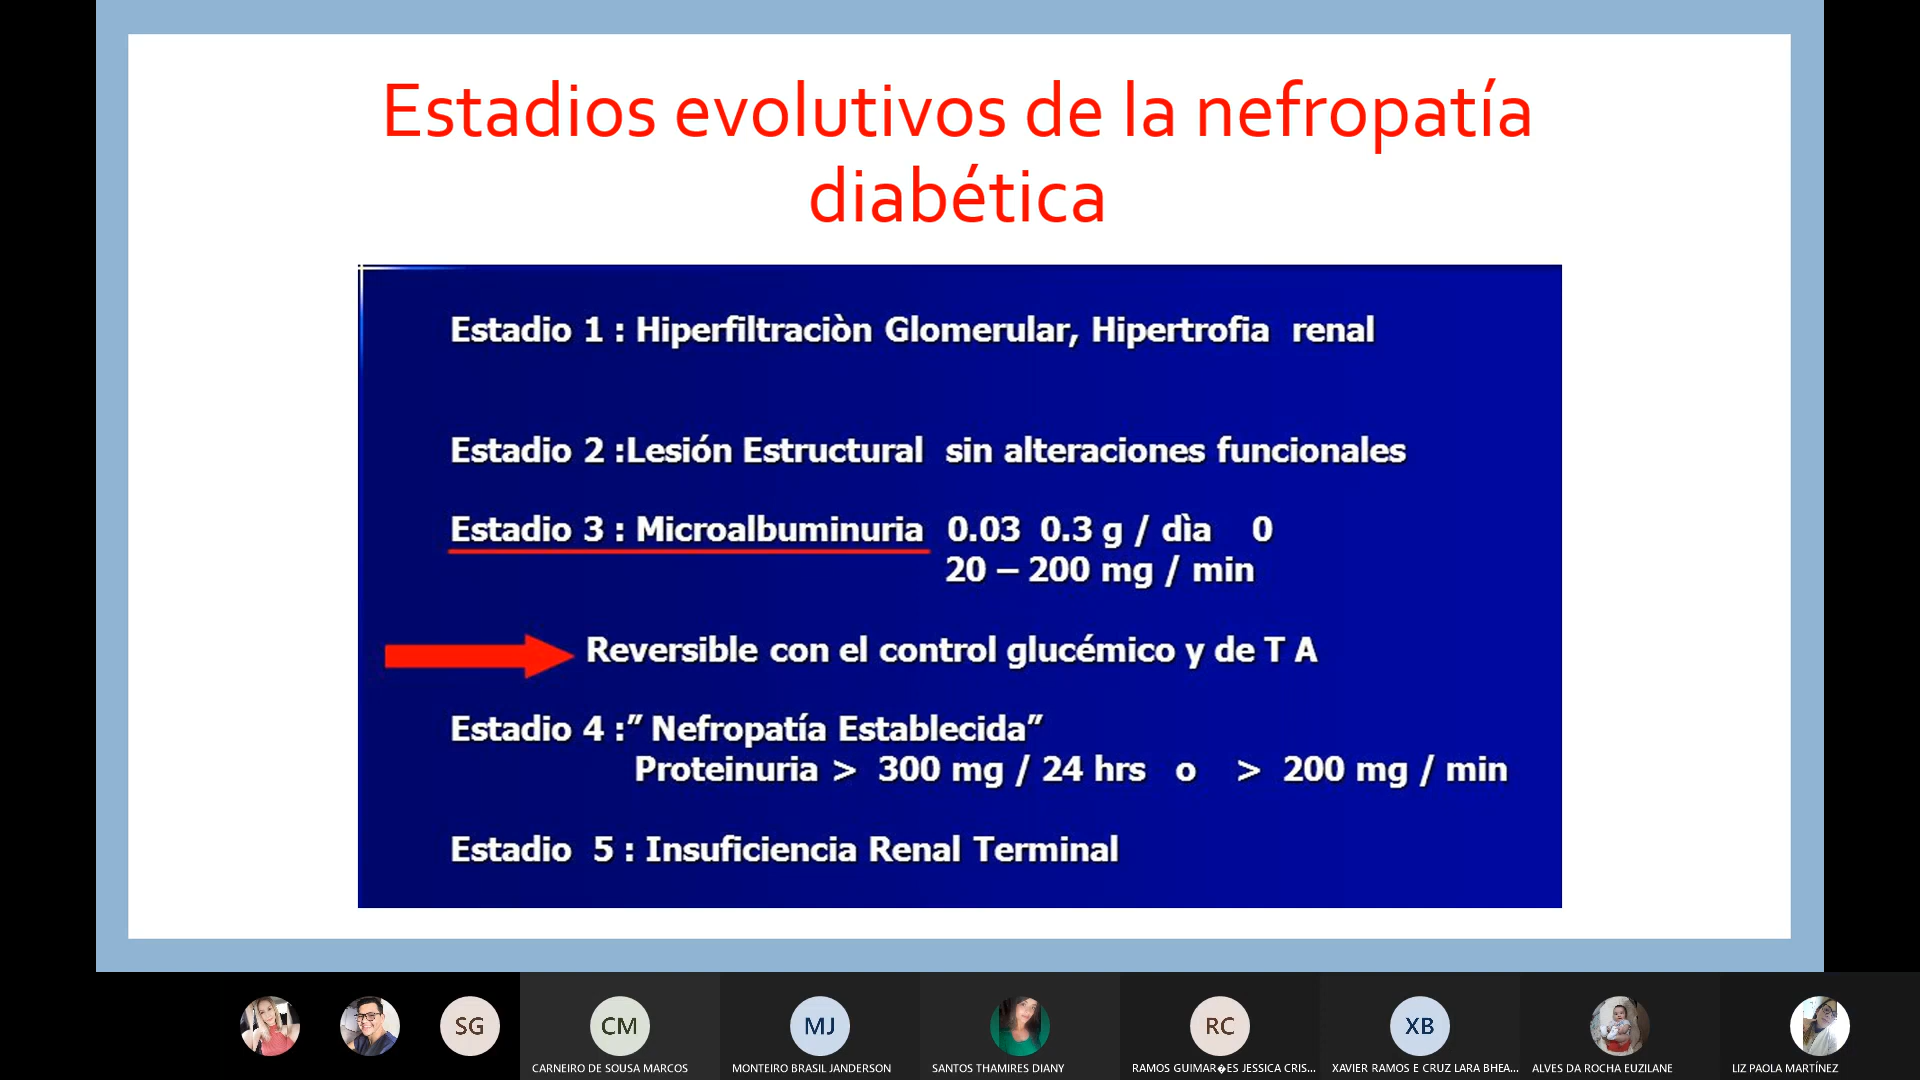 Estadios evolutivos de la nefropatía
diabética
Estadio 1 : Hiperfiltraciòn Glomerular, Hipertrofia renal
Estadio 2 :Lesión Estructural sin alteraciones funcionales
Estadio 3 : Microalbuminuria 0.03 0.3 g / dìa 0
20 – 200 mg / min
Reversible con el control glucémico y de T A
Estadio 4 :” Nefropatía Establecida”
Proteinuria > 300 mg / 24 hrs o > 200 mg / min
Estadio 5 : Insuficiencia Renal Terminal
SG CM MJ RC XB
CARNEIRO DE SOUSA MARCOS MONTEIRO BRASIL JANDERSON SANTOS THAMIRES DIANY RAMOS GUIMAR�ES JESSICA CRIS... XAVIER RAMOS E CRUZ LARA BHEA... ALVES DA ROCHA EUZILANE LIZ PAOLA MARTÍNEZ